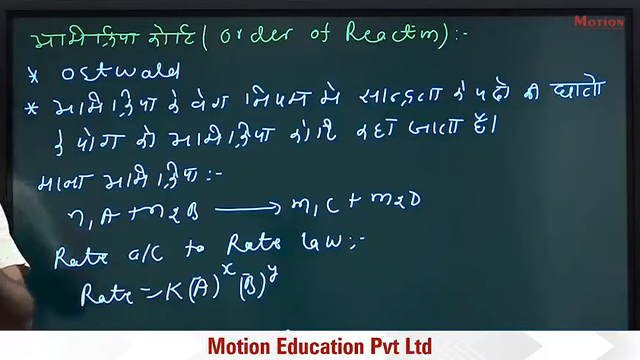 MOTION
अभिक्रिया कोटि (Order of Reaction):-
* Ostwald
* अभिक्रिया के वेग नियम में सान्द्रता के पदो की घातो
के योग को अभिक्रिया कोटि कहा जाता है।
माना अभिक्रिया:-
n₁A + n₂B ⟶ m₁C + m₂D
Rate a/c to Rate law:-
Rate = K(A)ˣ (B)ʸ
Motion Education Pvt Ltd